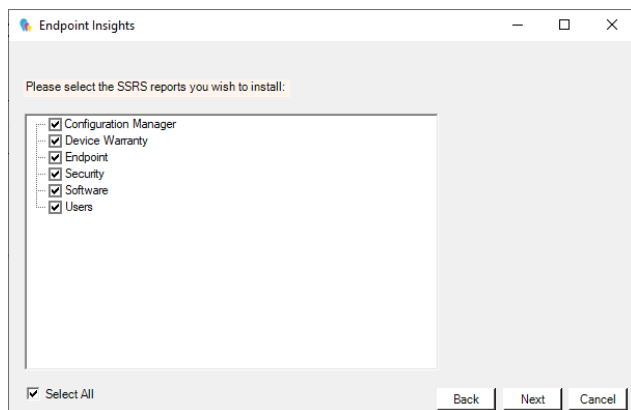 Endpoint Insights
Please select the SSRS reports you wish to install:
Configuration Manager
Device Warranty
Endpoint
Security
Software
Users
Select All
Back Next Cancel